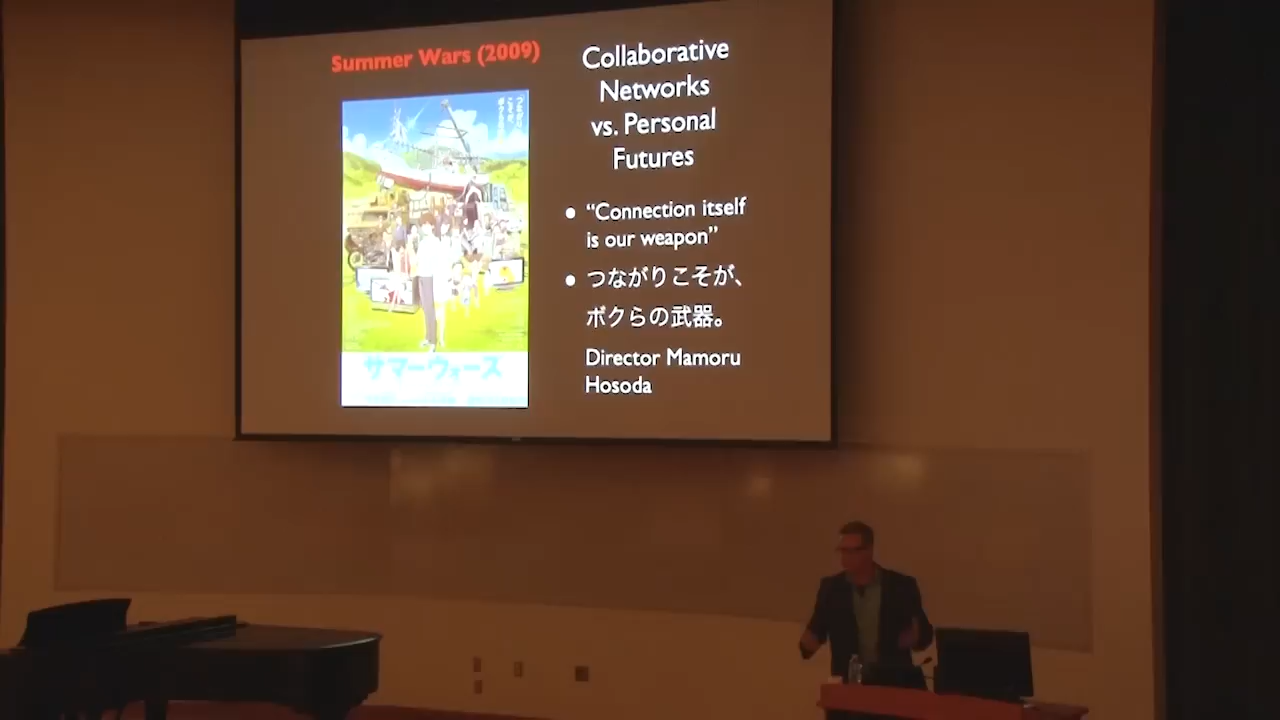 Summer Wars (2009)
サマーウォーズ
Collaborative
Networks
vs. Personal
Futures
• “Connection itself
is our weapon”
• つながりこそが、
ボクらの武器。
Director Mamoru
Hosoda